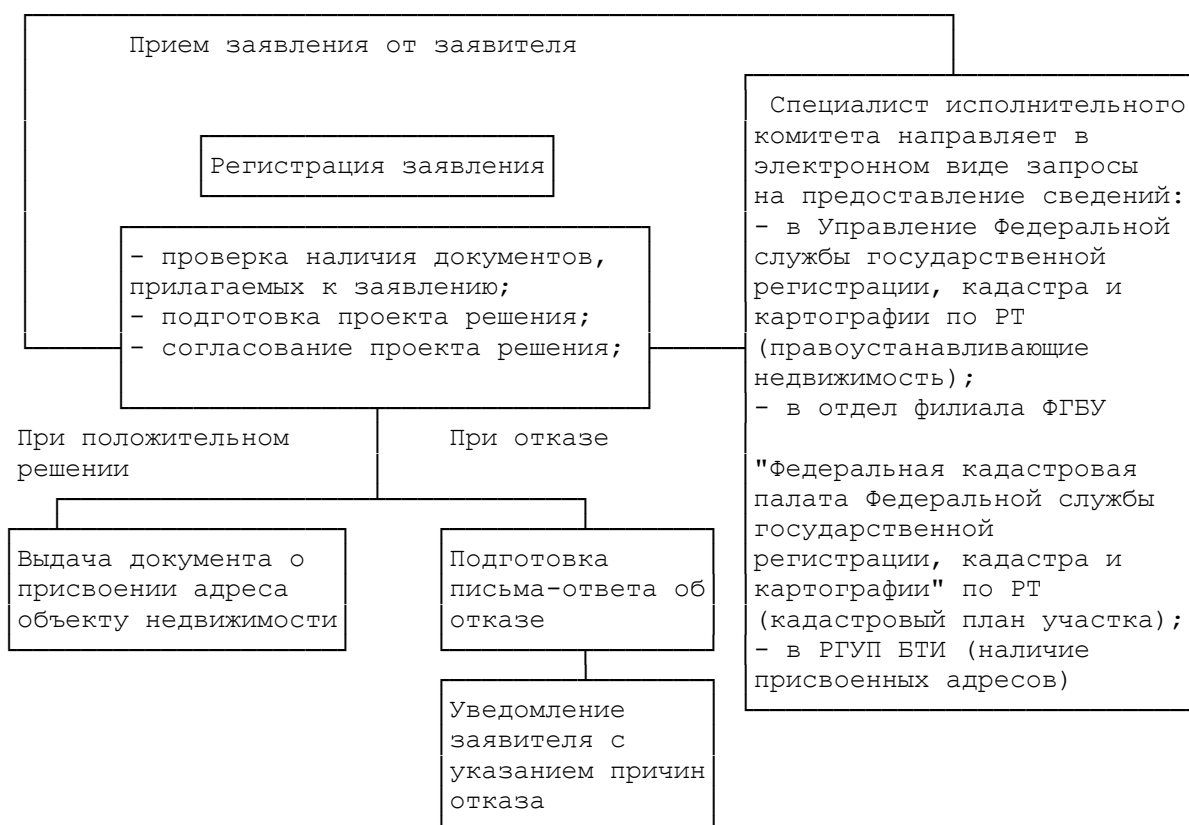 Прием заявления от заявителя
Регистрация заявления
- проверка наличия документов,
прилагаемых к заявлению;
- подготовка проекта решения;
- согласование проекта решения;
Специалист исполнительного
комитета направляет в
электронном виде запросы
на предоставление сведений:
- в Управление Федеральной
службы государственной
регистрации, кадастра и
картографии по РТ
(правоустанавливающие
недвижимость);
- в отдел филиала ФГБУ
"Федеральная кадастровая
палата Федеральной службы
государственной
регистрации, кадастра и
картографии" по РТ
(кадастровый план участка);
- в РГУП БТИ (наличие
присвоенных адресов)
При положительном
решении
При отказе
Выдача документа о
присвоении адреса
объекту недвижимости
Подготовка
письма-ответа об
отказе
Уведомление
заявителя с
указанием причин
отказа